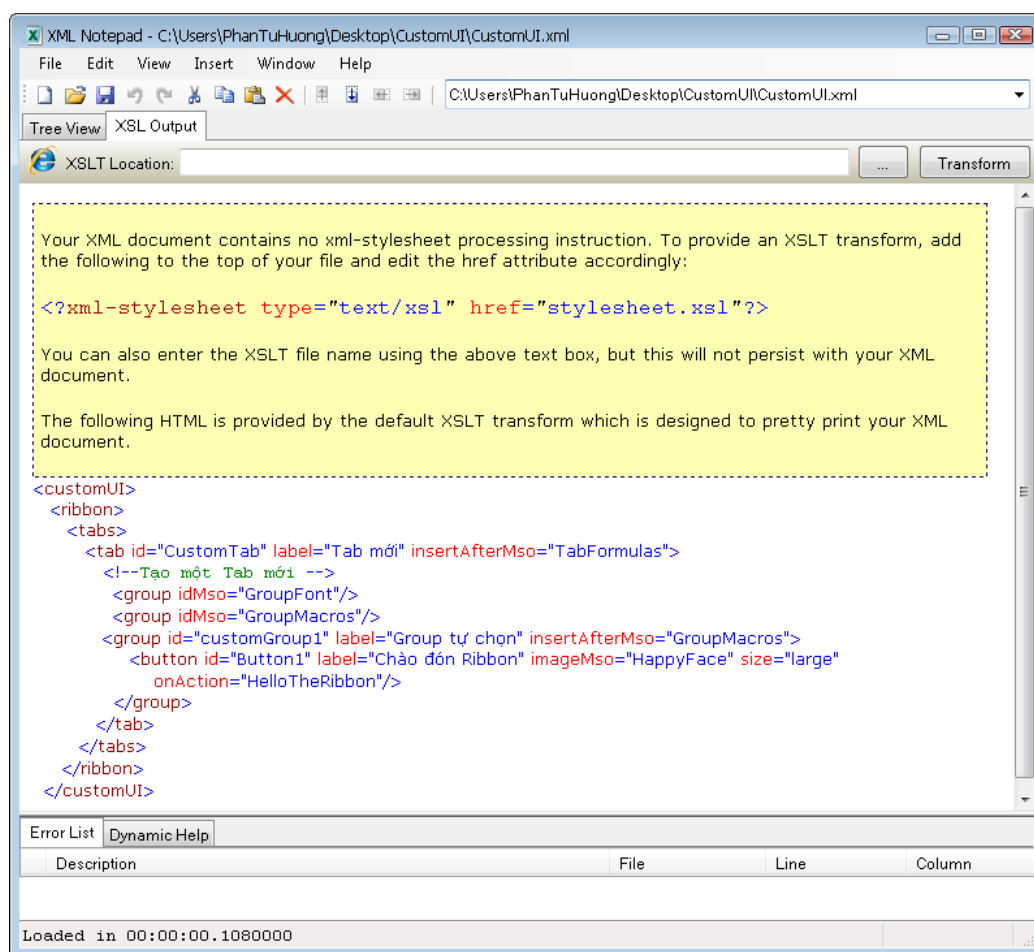 XML Notepad - C:\Users\PhanTuHuong\Desktop\CustomUI\CustomUI.xml
File Edit View Insert Window Help
C:\Users\PhanTuHuong\Desktop\CustomUI\CustomUI.xml
Tree View XSL Output
XSLT Location: ... Transform
Your XML document contains no xml-stylesheet processing instruction. To provide an XSLT transform, add
the following to the top of your file and edit the href attribute accordingly:
<?xml-stylesheet type="text/xsl" href="stylesheet.xsl"?>
You can also enter the XSLT file name using the above text box, but this will not persist with your XML
document.
The following HTML is provided by the default XSLT transform which is designed to pretty print your XML
document.
<customUI>
<ribbon>
<tabs>
<tab id="CustomTab" label="Tab mới" insertAfterMso="TabFormulas">
<!--Tạo một Tab mới -->
<group idMso="GroupFont"/>
<group idMso="GroupMacros"/>
<group id="customGroup1" label="Group tự chọn" insertAfterMso="GroupMacros">
<button id="Button1" label="Chào đón Ribbon" imageMso="HappyFace" size="large"
onAction="HelloTheRibbon"/>
</group>
</tab>
</tabs>
</ribbon>
</customUI>
Error List Dynamic Help
Description File Line Column
Loaded in 00:00:00.1080000